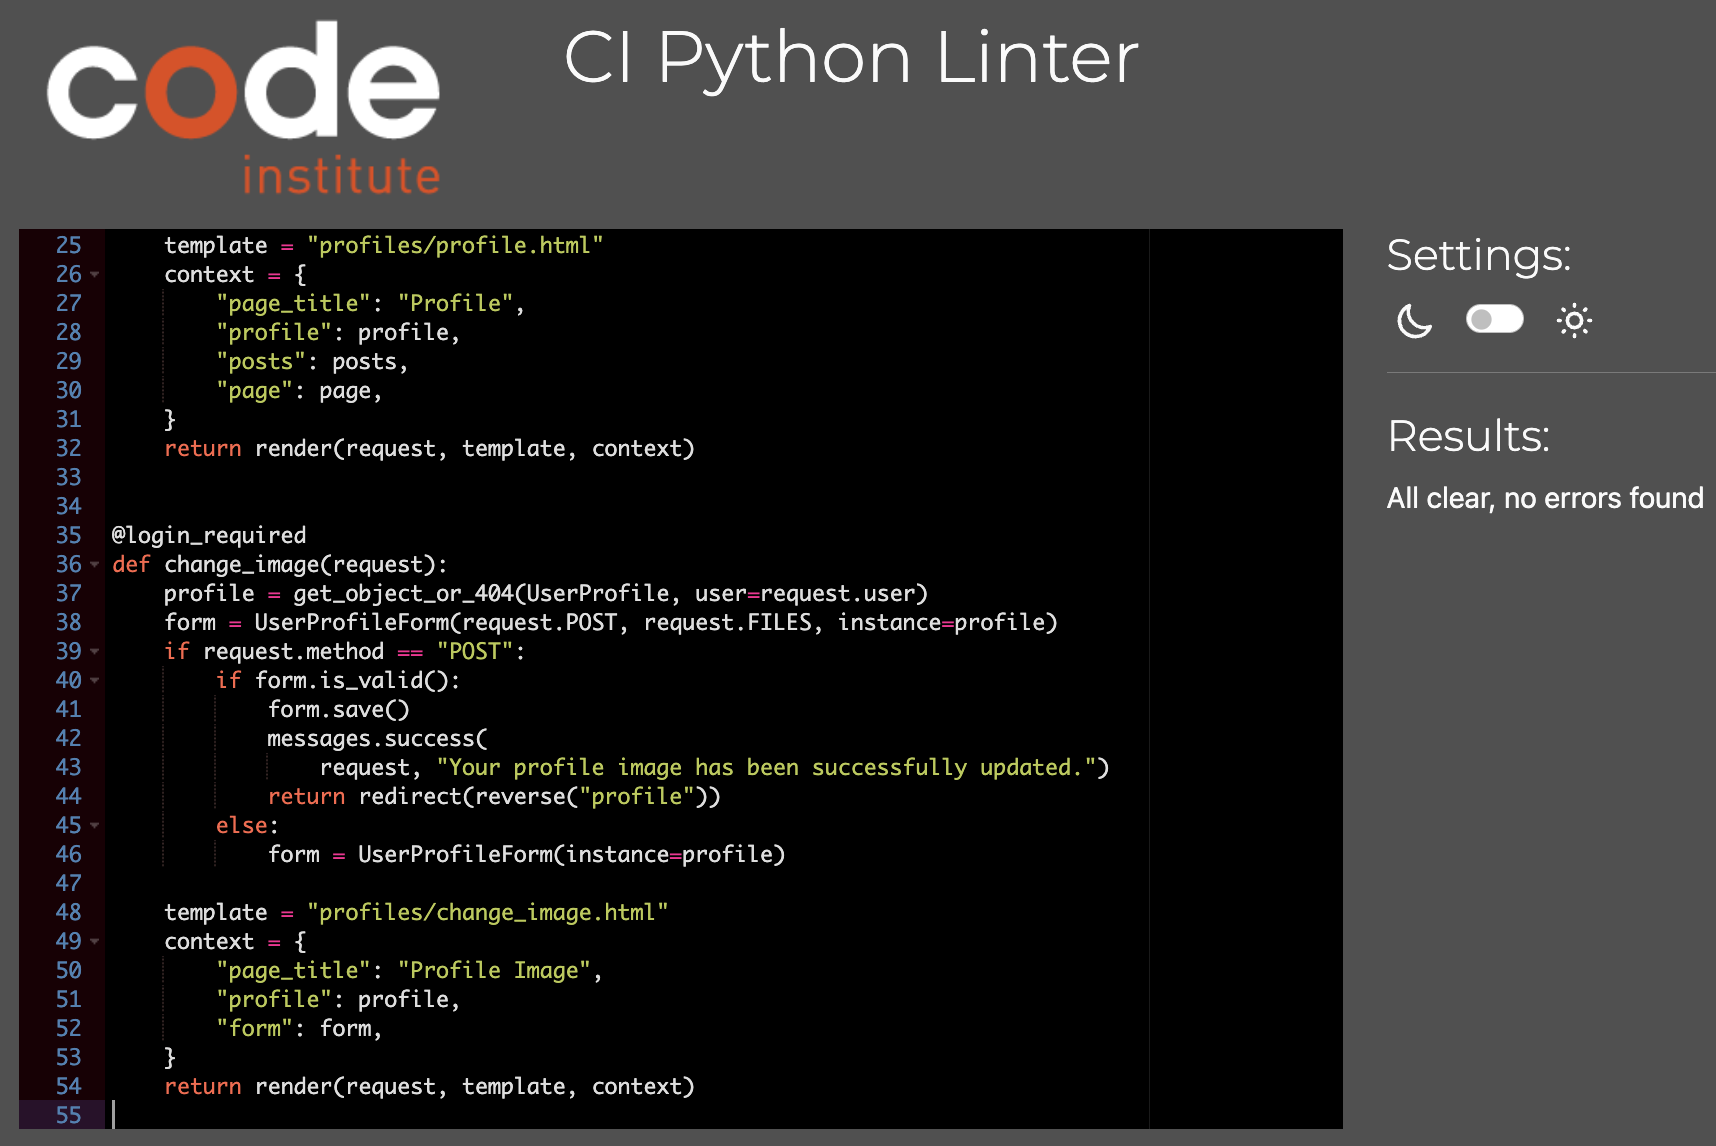 code
institute
CI Python Linter
25     template = "profiles/profile.html"
26     context = {
27         "page_title": "Profile",
28         "profile": profile,
29         "posts": posts,
30         "page": page,
31     }
32     return render(request, template, context)
33
34
35 @login_required
36 def change_image(request):
37     profile = get_object_or_404(UserProfile, user=request.user)
38     form = UserProfileForm(request.POST, request.FILES, instance=profile)
39     if request.method == "POST":
40         if form.is_valid():
41             form.save()
42             messages.success(
43                 request, "Your profile image has been successfully updated.")
44             return redirect(reverse("profile"))
45         else:
46             form = UserProfileForm(instance=profile)
47
48     template = "profiles/change_image.html"
49     context = {
50         "page_title": "Profile Image",
51         "profile": profile,
52         "form": form,
53     }
54     return render(request, template, context)
55
Settings:
Results:
All clear, no errors found